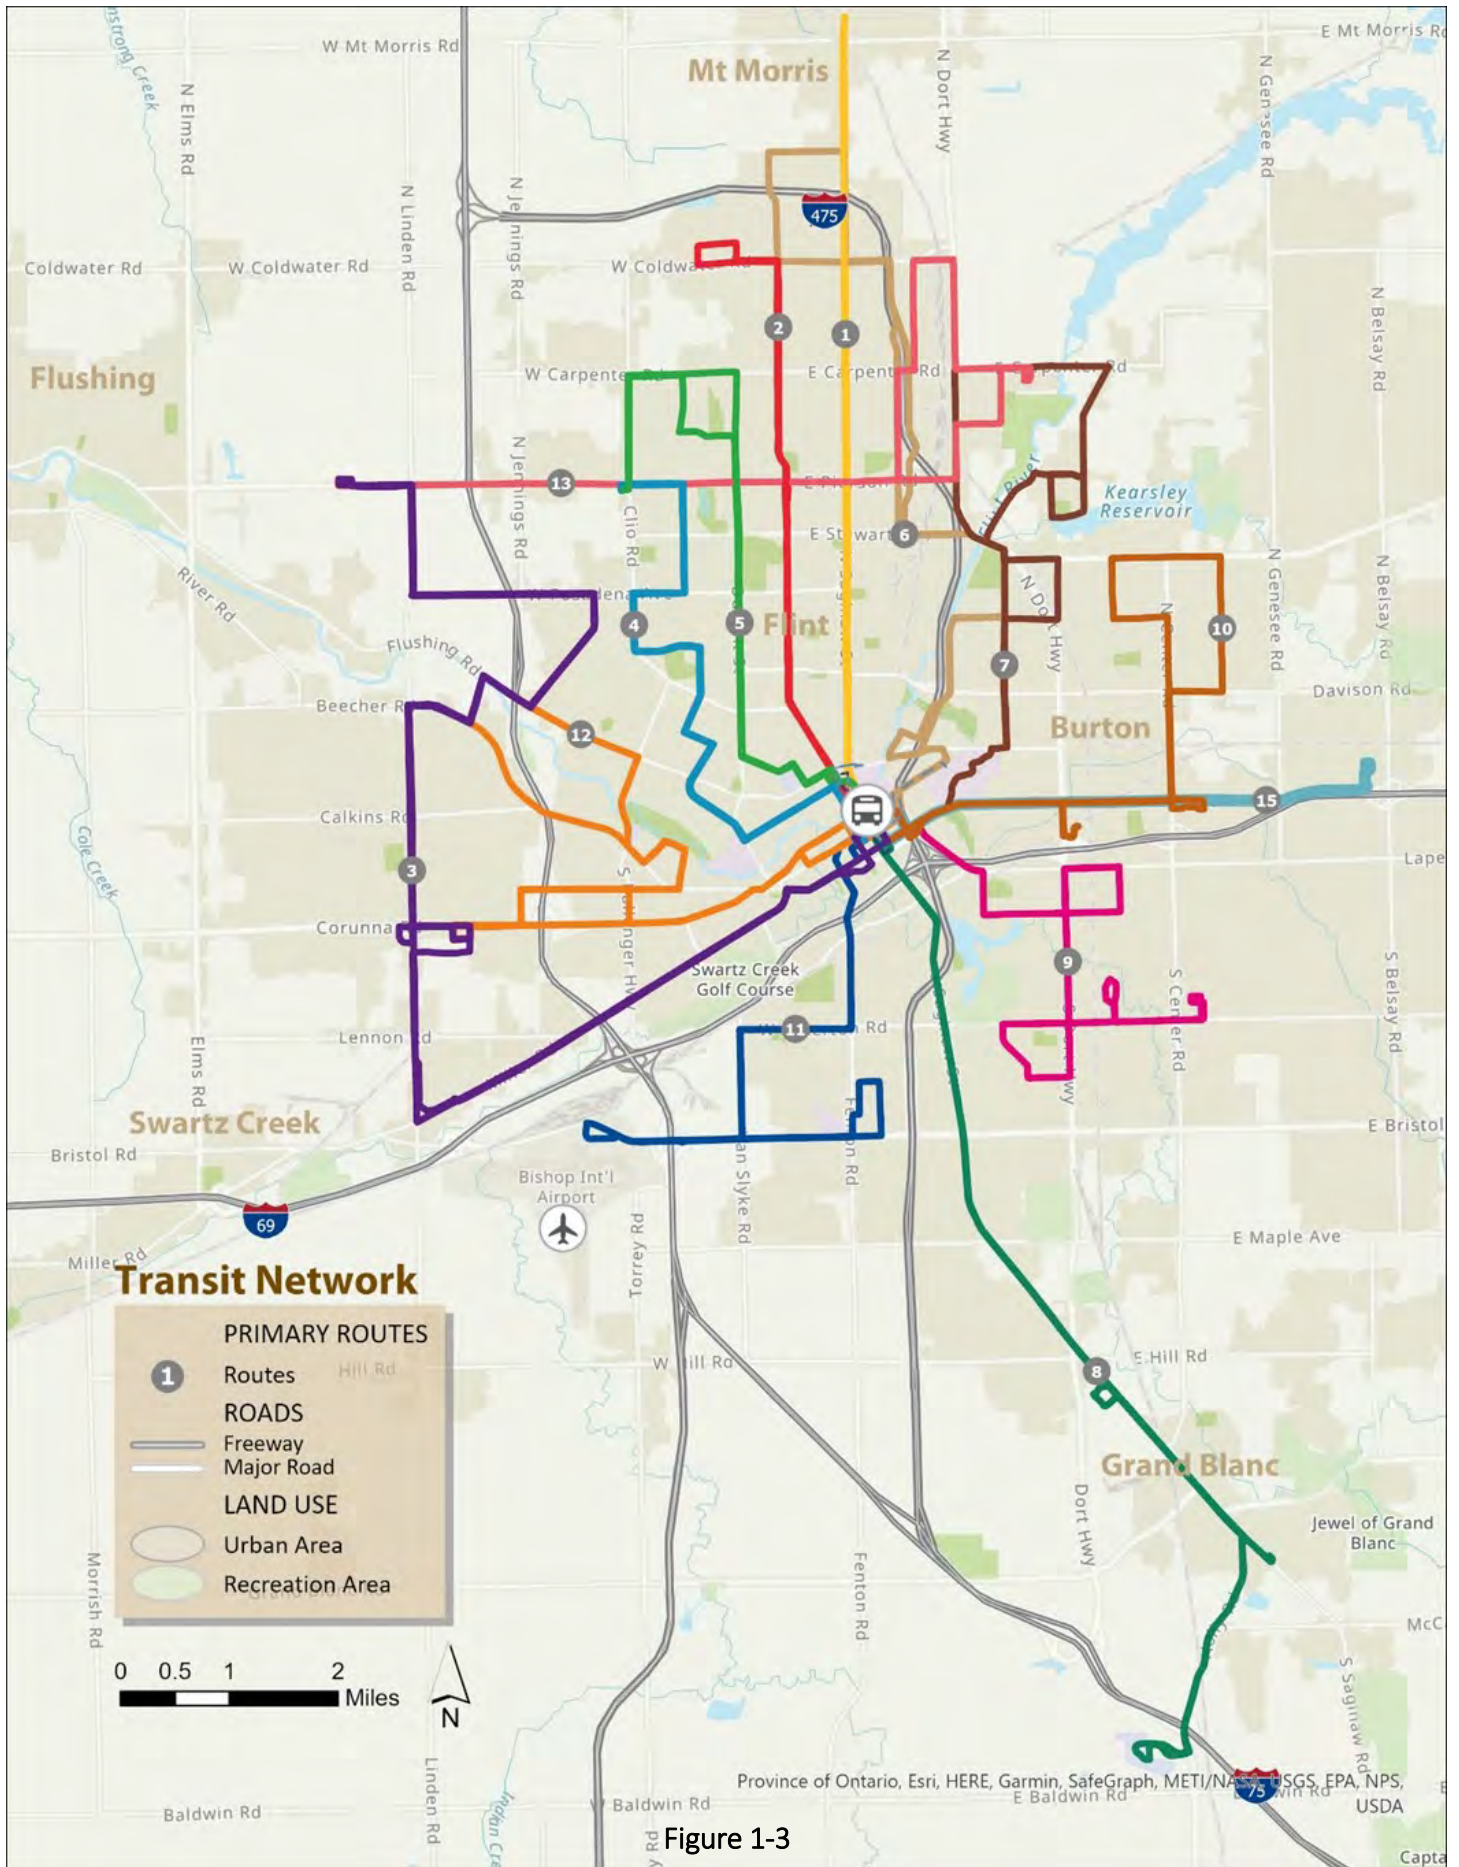 W Mt Morris Rd
E Mt Morris
Mt Morris
N Elms Rd
N Dort Hwy
N Genesee Rd
N Linden Rd
N Jennings Rd
475
Coldwater Rd
W Coldwater Rd
N Belsay Rd
2
1
Flushing
E Carpenter Rd
N Jennings Rd
13
Clio Rd
Flint River
Kearsley
Reservoir
E Stewart
6
River Rd
N Dort Hwy
N Genesee Rd
N Belsay Rd
4
5
Flint
10
Flushing Rd
7
Beecher
Davison Rd
12
Burton
Calkins
15
Cole Creek
3
Lape
Corunna
9
Swartz Creek
Golf Course
S Center Rd
S Belsay Rd
11
Lennon Rd
Elms Rd
Swartz Creek
E Bristol
Bristol Rd
Bishop Int'l
Airport
Fenton Rd
Slyke Rd
E Maple Ave
69
Miller Rd
Torrey Rd
Transit Network
PRIMARY ROUTES
1 Routes
Hill Rd
ROADS
Freeway
Major Road
LAND USE
Urban Area
Recreation Area
W Hill Rd
E Hill Rd
8
Grand Blanc
Dort Hwy
Jewel of Grand
Blanc
Morrish Rd
Fenton Rd
McC
0 0.5 1 2
Miles
N
S Saginaw Rd
Linden Rd
Province of Ontario, Esri, HERE, Garmin, SafeGraph, METI/NASA, USGS, EPA, NPS,
USDA
75
Baldwin Rd
W Baldwin Rd
E Baldwin Rd
Figure 1-3
Capta